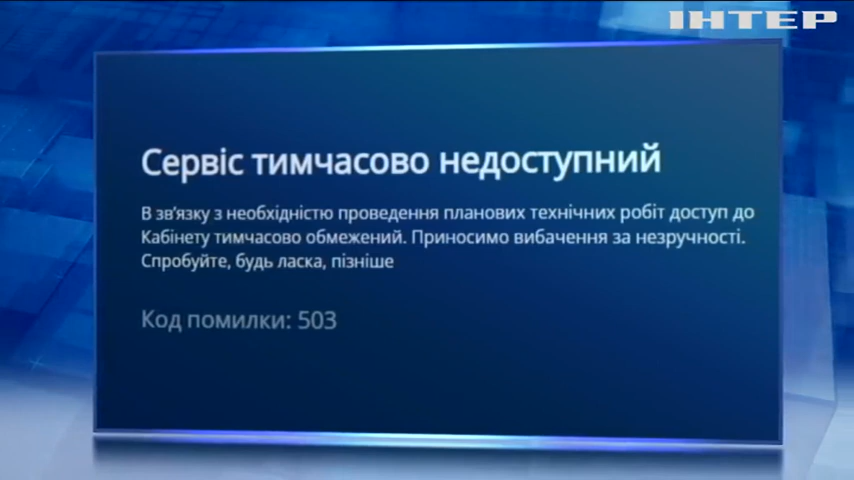 ІНТЕР
Сервіс тимчасово недоступний
В зв'язку з необхідністю проведення планових технічних робіт доступ до
Кабінету тимчасово обмежений. Приносимо вибачення за незручності.
Спробуйте, будь ласка, пізніше
Код помилки: 503